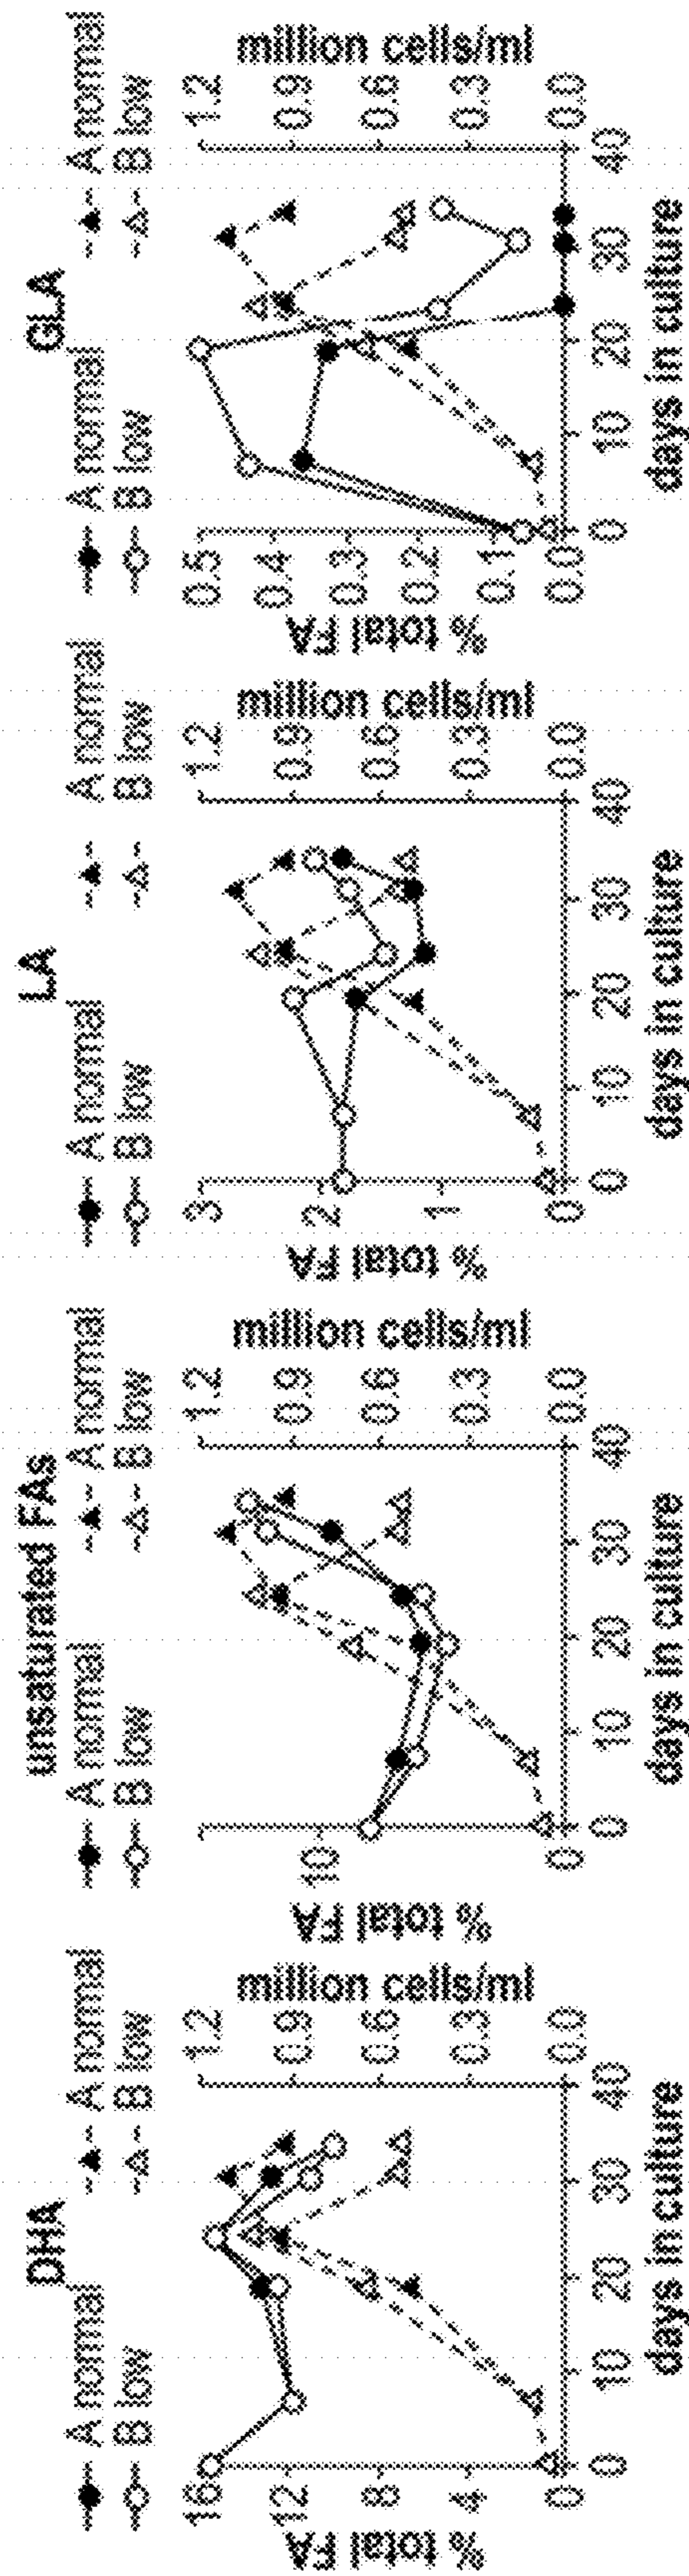 DHA
A normal A normal
B low B low
% total FA
16
12
8
4
0
0 10 20 30 40
days in culture
1.2
0.9
0.6
0.3
0.0
million cells/ml
unsaturated FAs
A normal A normal
B low B low
% total FA
10
0
0 10 20 30 40
days in culture
1.2
0.9
0.6
0.3
0.0
million cells/ml
LA
A normal A normal
B low B low
% total FA
3
2
1
0
0 10 20 30 40
days in culture
1.2
0.9
0.6
0.3
0.0
million cells/ml
GLA
A normal A normal
B low B low
% total FA
0.5
0.4
0.3
0.2
0.1
0.0
0 10 20 30 40
days in culture
1.2
0.9
0.6
0.3
0.0
million cells/ml